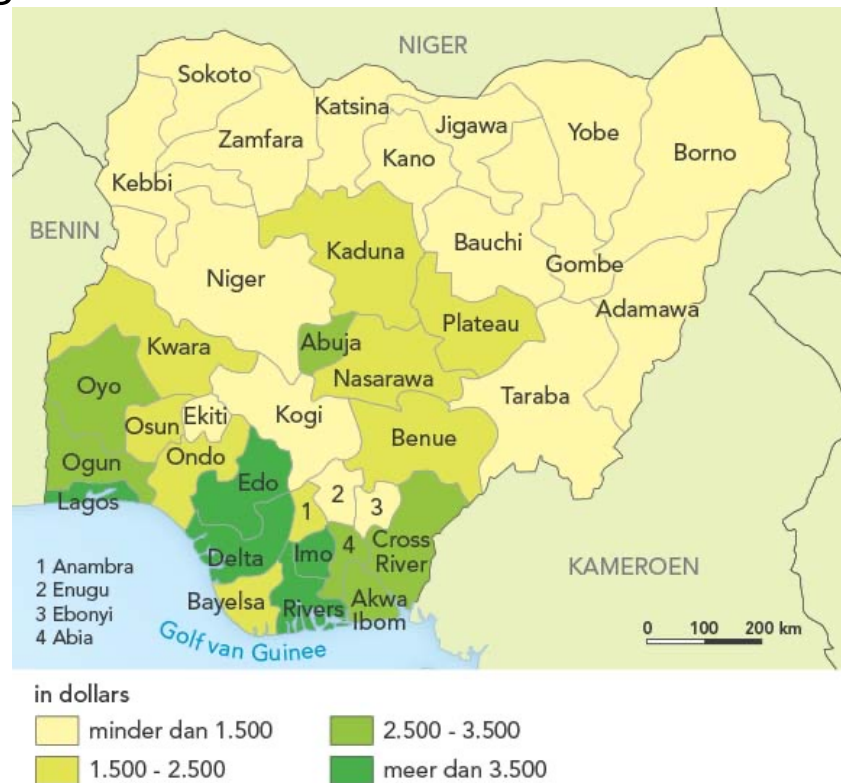 NIGER
Sokoto
Katsina
Jigawa
Yobe
Zamfara
Kano
Borno
Kebbi
BENIN
Kaduna
Bauchi
Gombe
Niger
Adamawa
Plateau
Abuja
Kwara
Nasarawa
Oyo
Taraba
Ekiti
Kogi
Osun
Benue
Ondo
Ogun
Edo
Lagos
1
2
3
4
Cross
River
Delta
Imo
KAMEROEN
1 Anambra
2 Enugu
3 Ebonyi
4 Abia
Bayelsa
Rivers
Akwa
Ibom
Golf van Guinee
0 100 200 km
in dollars
minder dan 1.500
2.500 - 3.500
1.500 - 2.500
meer dan 3.500